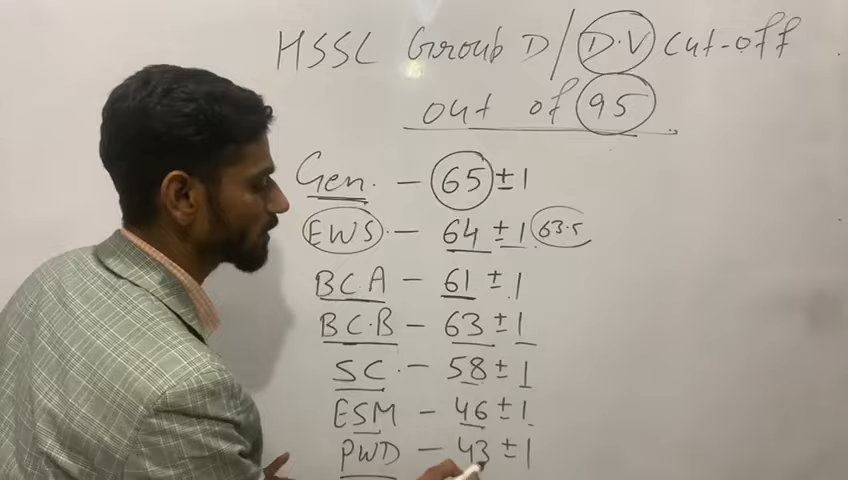 HSSC Group D/ D.V cut-off
out of 95
Gen. - 65 ± 1
EWS - 64 ± 1 63.5
BC.A - 61 ± 1
BC.B - 63 ± 1
SC - 58 ± 1
ESM - 46 ± 1
PWD - 43 ± 1